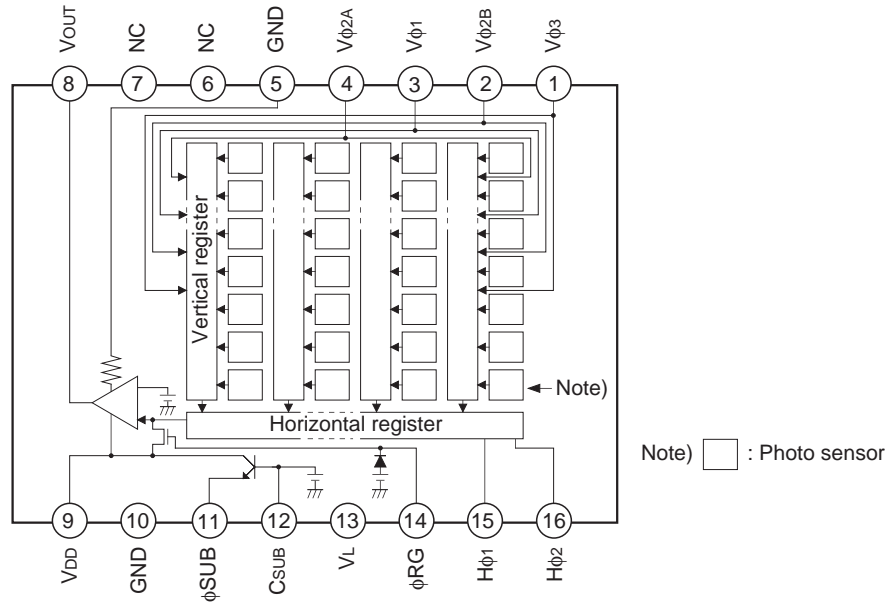 VOUT
NC
NC
GND
Vϕ2A
Vϕ1
Vϕ2B
Vϕ3
8
7
6
5
4
3
2
1
Vertical register
Note)
Horizontal register
Note) : Photo sensor
9
10
11
12
13
14
15
16
VDD
GND
ϕSUB
CSUB
VL
ϕRG
Hϕ1
Hϕ2